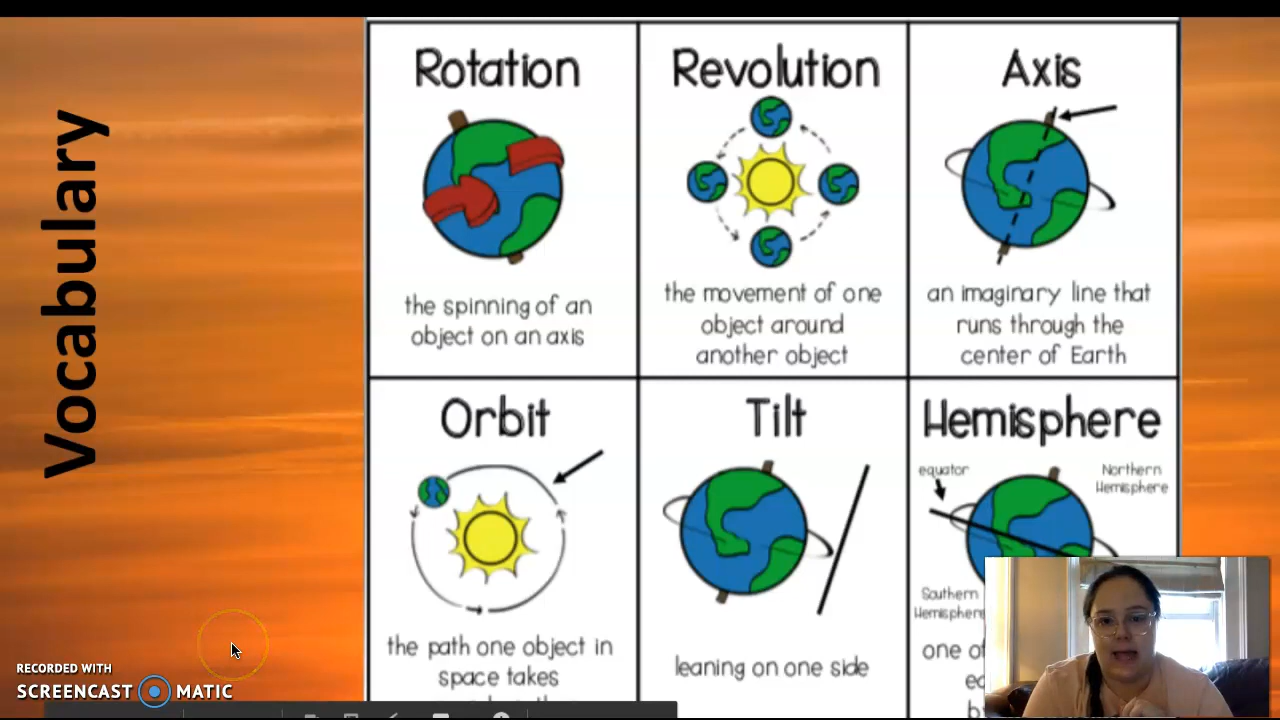 Vocabulary
Rotation
the spinning of an
object on an axis
Revolution
the movement of one
object around
another object
Axis
an imaginary line that
runs through the
center of Earth
Orbit
the path one object in
space takes
Tilt
leaning on one side
Hemisphere
equator
Northern
Hemisphere
Southern
Hemisphere
one of
RECORDED WITH
SCREENCAST MATIC